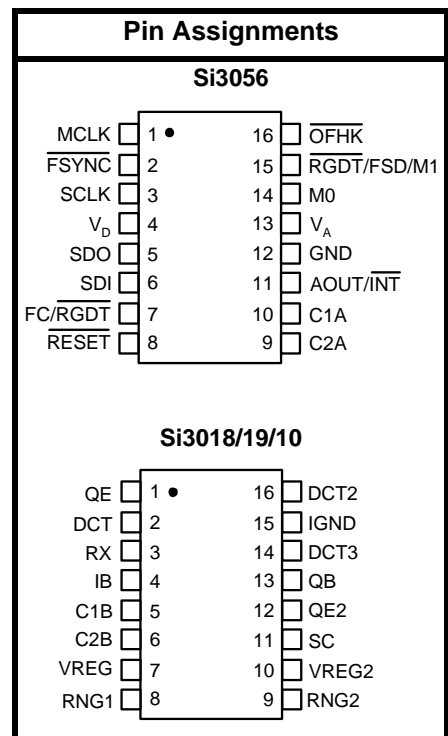 Pin Assignments
Si3056
MCLK 1 16 OFHK
FSYNC 2 15 RGDT/FSD/M1
SCLK 3 14 M0
VD 4 13 VA
SDO 5 12 GND
SDI 6 11 AOUT/INT
FC/RGDT 7 10 C1A
RESET 8 9 C2A
Si3018/19/10
QE 1 16 DCT2
DCT 2 15 IGND
RX 3 14 DCT3
IB 4 13 QB
C1B 5 12 QE2
C2B 6 11 SC
VREG 7 10 VREG2
RNG1 8 9 RNG2